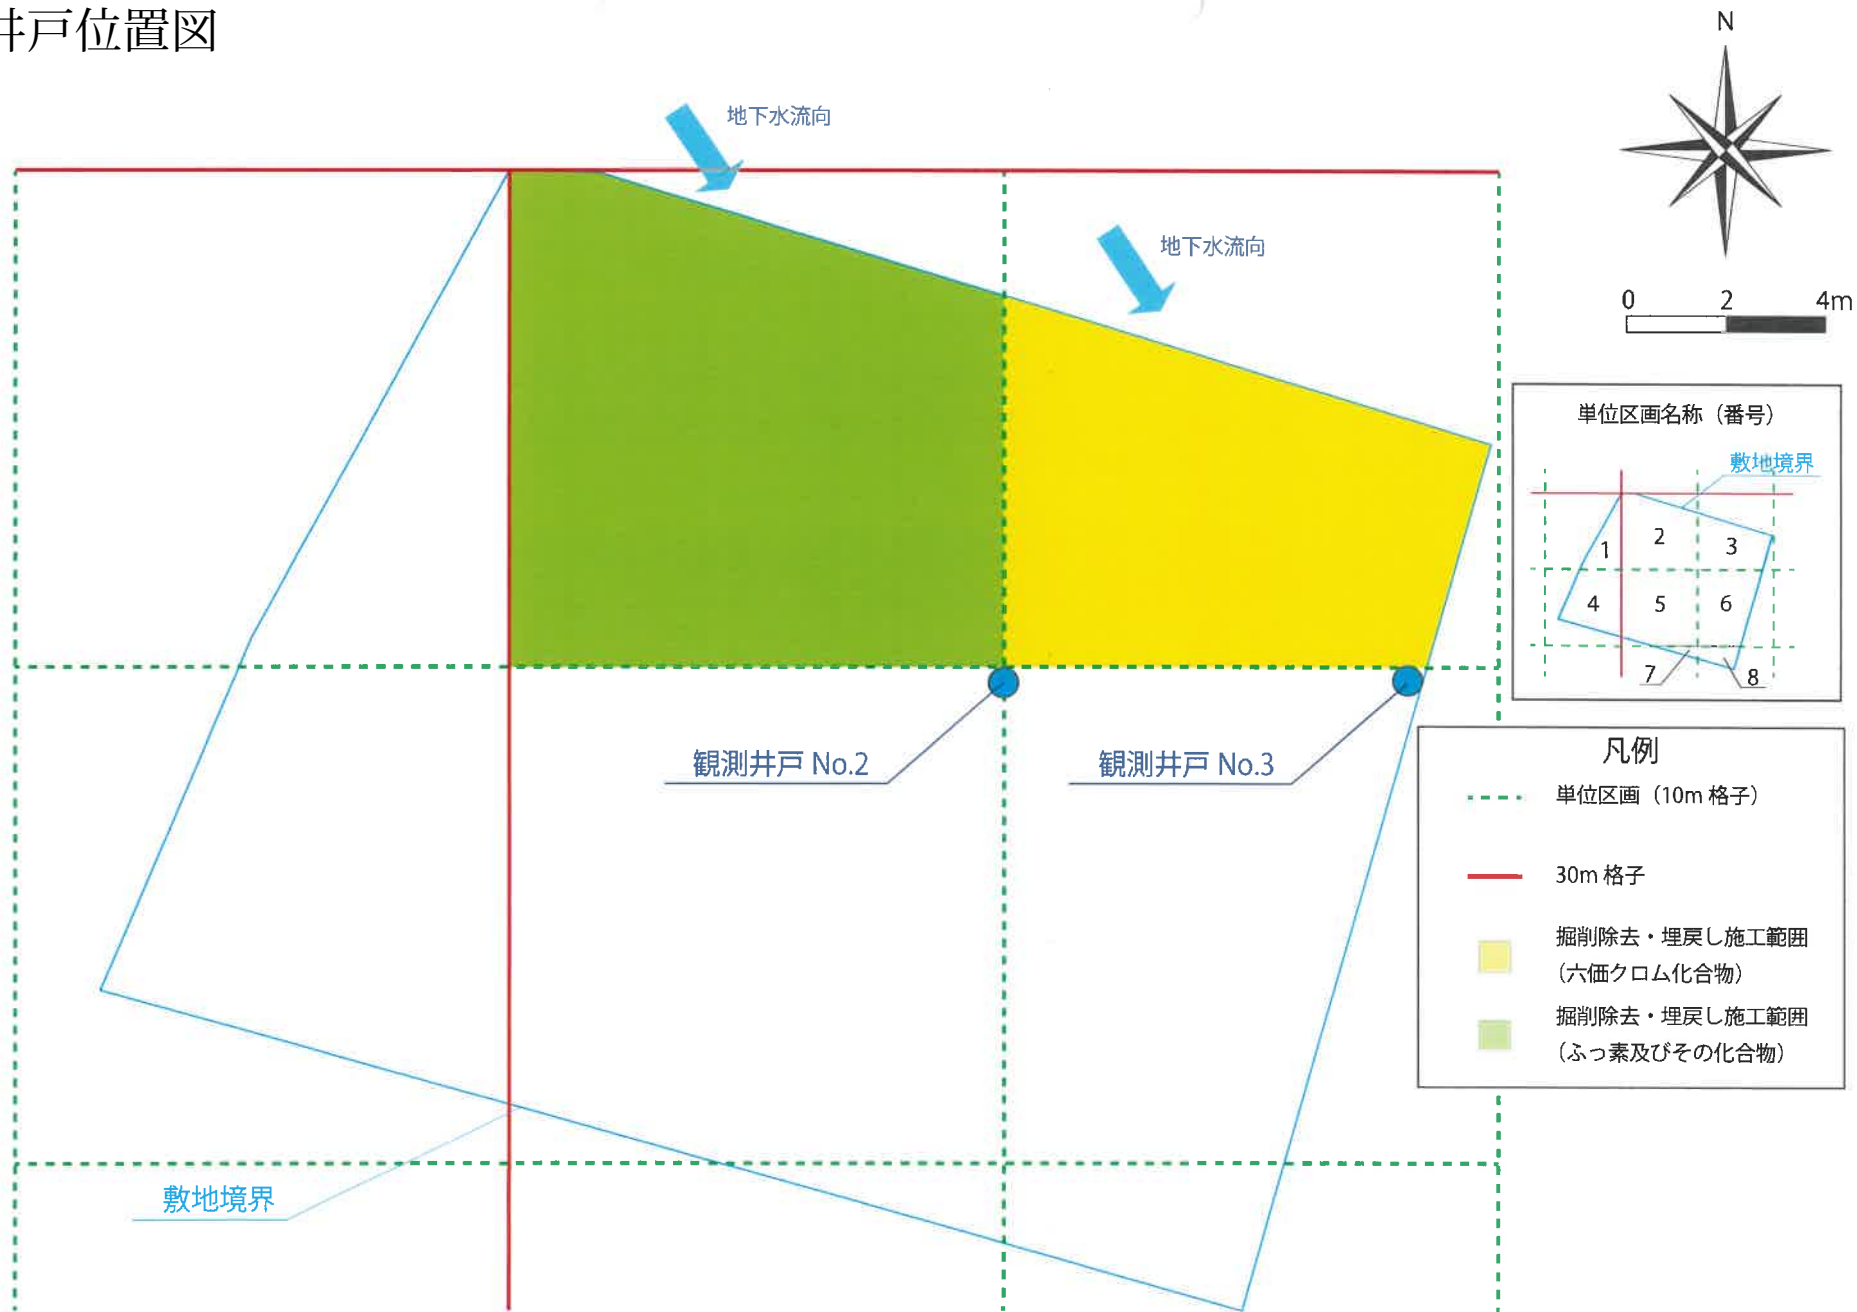 井戸位置図
N
地下水流向
地下水流向
0 2 4m
単位区画名称（番号）
敷地境界
1 2 3
4 5 6
7 8
観測井戸 No.2
観測井戸 No.3
凡例
単位区画（10m 格子）
30m 格子
掘削除去・埋戻し施工範囲
（六価クロム化合物）
掘削除去・埋戻し施工範囲
（ふっ素及びその化合物）
敷地境界